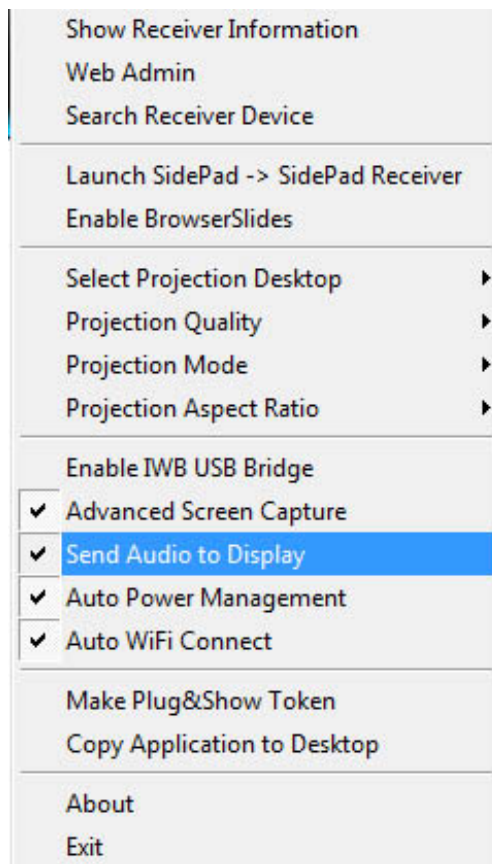 Show Receiver Information
Web Admin
Search Receiver Device
Launch SidePad -> SidePad Receiver
Enable BrowserSlides
Select Projection Desktop
Projection Quality
Projection Mode
Projection Aspect Ratio
Enable IWB USB Bridge
Advanced Screen Capture
Send Audio to Display
Auto Power Management
Auto WiFi Connect
Make Plug&Show Token
Copy Application to Desktop
About
Exit